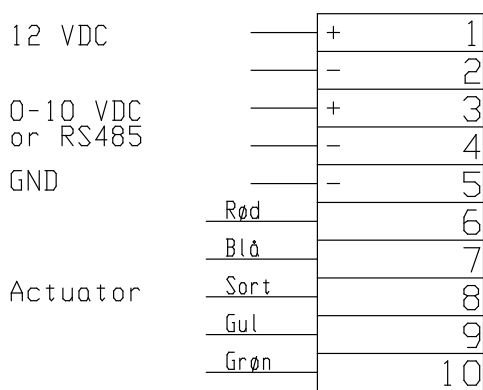 12 VDC + 1
- 2
0-10 VDC + 3
or RS485 - 4
GND - 5
Rød 6
Blå 7
Actuator Sort 8
Gul 9
Grøn 10